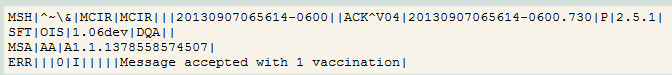 MSH|^~\&|MCIR|MCIR|||20130907065614-0600||ACK^V04|20130907065614-0600.730|P|2.5.1|
SFT|OIS|1.06dev|DQA||
MSA|AA|A1.1.1378558574507|
ERR|||0|I|||||Message accepted with 1 vaccination|